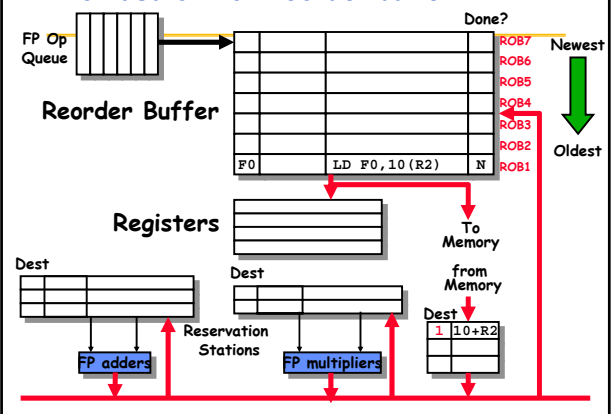 Done?
FP Op
Queue
ROB7
Newest
ROB6
ROB5
Reorder Buffer
ROB4
ROB3
ROB2
Oldest
F0 LD F0,10(R2) N ROB1
Registers
To
Memory
from
Memory
Dest
Dest
Dest
1 10+R2
Reservation
Stations
FP adders
FP multipliers